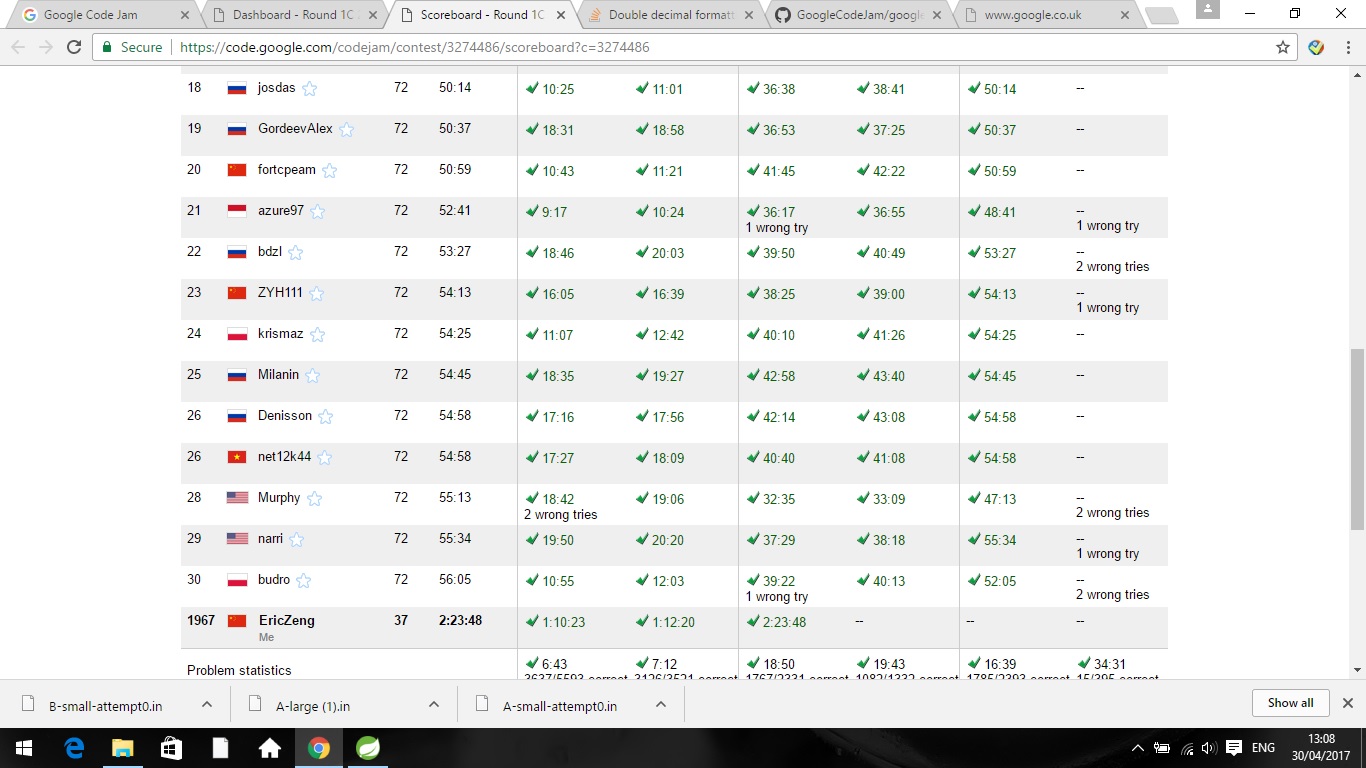 Google Code Jam
Dashboard - Round 1C
Scoreboard - Round 1C
Double decimal format
GoogleCodeJam/googl
www.google.co.uk
Secure https://code.google.com/codejam/contest/3274486/scoreboard?c=3274486
18 josdas 72 50:14 10:25 11:01 36:38 38:41 50:14 --
19 GordeevAlex 72 50:37 18:31 18:58 36:53 37:25 50:37 --
20 fortcpeam 72 50:59 10:43 11:21 41:45 42:22 50:59 --
21 azure97 72 52:41 9:17 10:24 36:17 36:55 48:41 --
1 wrong try 1 wrong try
22 bdzl 72 53:27 18:46 20:03 39:50 40:49 53:27 --
2 wrong tries
23 ZYH111 72 54:13 16:05 16:39 38:25 39:00 54:13 --
1 wrong try
24 krismaz 72 54:25 11:07 12:42 40:10 41:26 54:25 --
25 Milanin 72 54:45 18:35 19:27 42:58 43:40 54:45 --
26 Denisson 72 54:58 17:16 17:56 42:14 43:08 54:58 --
26 net12k44 72 54:58 17:27 18:09 40:40 41:08 54:58 --
28 Murphy 72 55:13 18:42 19:06 32:35 33:09 47:13 --
2 wrong tries 2 wrong tries
29 narri 72 55:34 19:50 20:20 37:29 38:18 55:34 --
1 wrong try
30 budro 72 56:05 10:55 12:03 39:22 40:13 52:05 --
1 wrong try 2 wrong tries
1967 EricZeng 37 2:23:48 1:10:23 1:12:20 2:23:48 -- -- --
Me
Problem statistics 6:43 7:12 18:50 19:43 16:39 34:31
3637/5593 correct 3126/3521 correct 1767/2331 correct 1082/1332 correct 1785/2393 correct 15/395 correct
B-small-attempt0.in
A-large (1).in
A-small-attempt0.in
Show all
ENG
13:08
30/04/2017